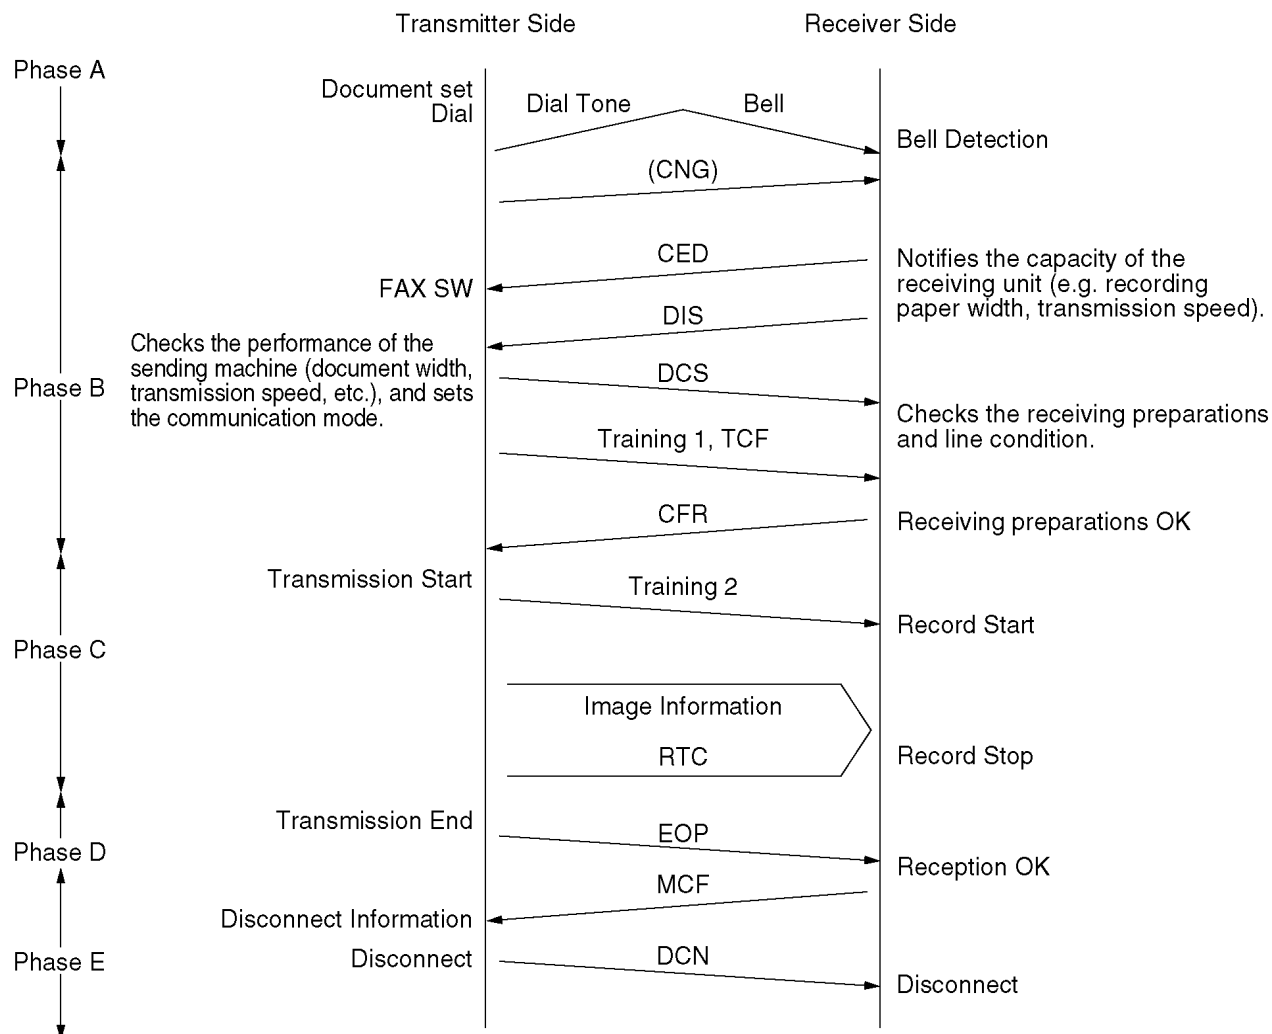 Transmitter Side
Receiver Side
Phase A
Document set
Dial
Dial Tone
Bell
Bell Detection
(CNG)
CED
FAX SW
Notifies the capacity of the
receiving unit (e.g. recording
paper width, transmission speed).
DIS
Checks the performance of the
sending machine (document width,
transmission speed, etc.), and sets
the communication mode.
Phase B
DCS
Checks the receiving preparations
and line condition.
Training 1, TCF
CFR
Receiving preparations OK
Transmission Start
Training 2
Record Start
Phase C
Image Information
RTC
Record Stop
Transmission End
EOP
Phase D
Reception OK
MCF
Disconnect Information
Disconnect
DCN
Phase E
Disconnect